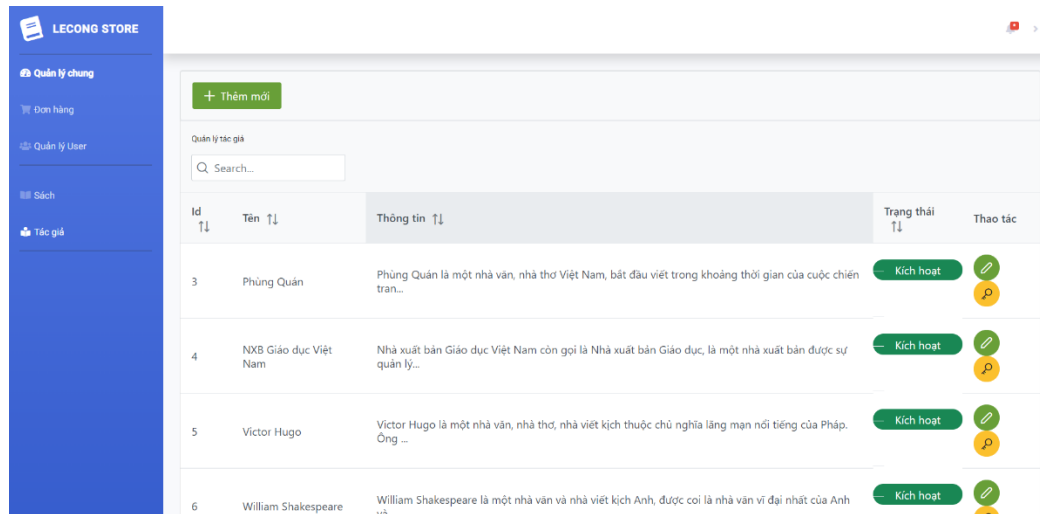 LECONG STORE
Quản lý chung
Đơn hàng
Quản lý User
Sách
Tác giả
Thêm mới
Quản lý tác giả
Search...
Id
Tên
Thông tin
Trạng thái
Thao tác
3
Phùng Quán
Phùng Quán là một nhà văn, nhà thơ Việt Nam, bắt đầu viết trong khoảng thời gian của cuộc chiến
tran...
Kích hoạt
4
NXB Giáo dục Việt
Nam
Nhà xuất bản Giáo dục Việt Nam còn gọi là Nhà xuất bản Giáo dục, là một nhà xuất bản được sự
quản lý...
Kích hoạt
5
Victor Hugo
Victor Hugo là một nhà văn, nhà thơ, nhà viết kịch thuộc chủ nghĩa lãng mạn nổi tiếng của Pháp.
Ông ...
Kích hoạt
6
William Shakespeare
William Shakespeare là một nhà văn và nhà viết kịch Anh, được coi là nhà văn vĩ đại nhất của Anh
Kích hoạt